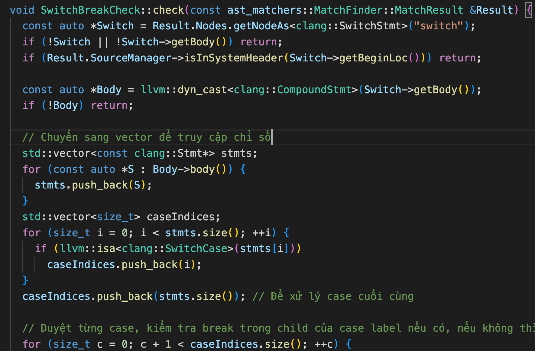 void SwitchBreakCheck::check(const ast_matchers::MatchFinder::MatchResult &Result) {
  const auto *Switch = Result.Nodes.getNodeAs<clang::SwitchStmt>("switch");
  if (!Switch || !Switch->getBody()) return;
  if (Result.SourceManager->isInSystemHeader(Switch->getBeginLoc())) return;

  const auto *Body = llvm::dyn_cast<clang::CompoundStmt>(Switch->getBody());
  if (!Body) return;

  // Chuyển sang vector để truy cập chỉ số
  std::vector<const clang::Stmt*> stmts;
  for (const auto *S : Body->body()) {
    stmts.push_back(S);
  }
  std::vector<size_t> caseIndices;
  for (size_t i = 0; i < stmts.size(); ++i) {
    if (llvm::isa<clang::SwitchCase>(stmts[i]))
      caseIndices.push_back(i);
  }
  caseIndices.push_back(stmts.size()); // Để xử lý case cuối cùng

  // Duyệt từng case, kiểm tra break trong child của case label nếu có, nếu không thì
  for (size_t c = 0; c + 1 < caseIndices.size(); ++c) {